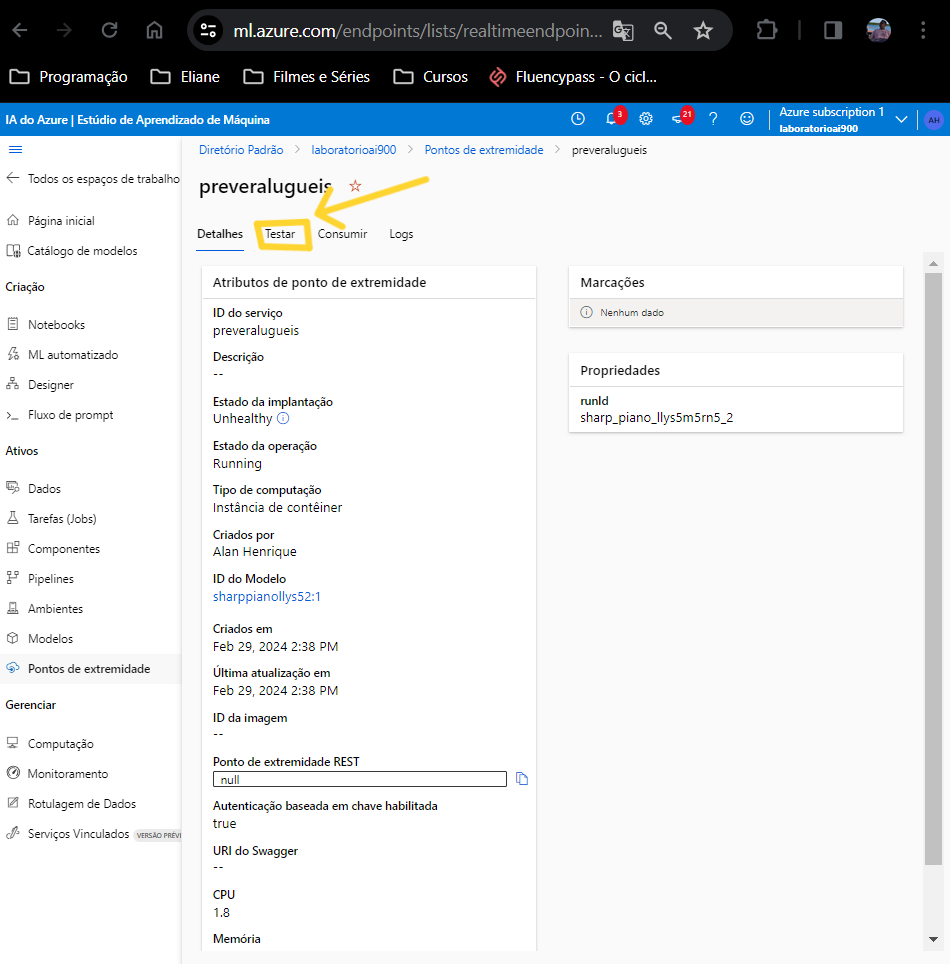 ml.azure.com/endpoints/lists/realtimeendpoin...
Programação
Eliane
Filmes e Séries
Cursos
Fluencypass - O cicl...
IA do Azure | Estúdio de Aprendizado de Máquina
3
21
?
Azure subscription 1
laboratorioai900
AH
Todos os espaços de trabalho
Página inicial
Catálogo de modelos
Criação
Notebooks
ML automatizado
Designer
Fluxo de prompt
Ativos
Dados
Tarefas (Jobs)
Componentes
Pipelines
Ambientes
Modelos
Pontos de extremidade
Gerenciar
Computação
Monitoramento
Rotulagem de Dados
Serviços Vinculados VERSÃO PRÉVI
Diretório Padrão > laboratorioai900 > Pontos de extremidade > preveralugueis
preveralugueis
Detalhes
Testar
Consumir
Logs
Atributos de ponto de extremidade
ID do serviço
preveralugueis
Descrição
--
Estado da implantação
Unhealthy
Estado da operação
Running
Tipo de computação
Instância de contêiner
Criados por
Alan Henrique
ID do Modelo
sharppianollys52:1
Criados em
Feb 29, 2024 2:38 PM
Última atualização em
Feb 29, 2024 2:38 PM
ID da imagem
--
Ponto de extremidade REST
null
Autenticação baseada em chave habilitada
true
URI do Swagger
--
CPU
1.8
Memória
Marcações
Nenhum dado
Propriedades
runId
sharp_piano_llys5m5rn5_2